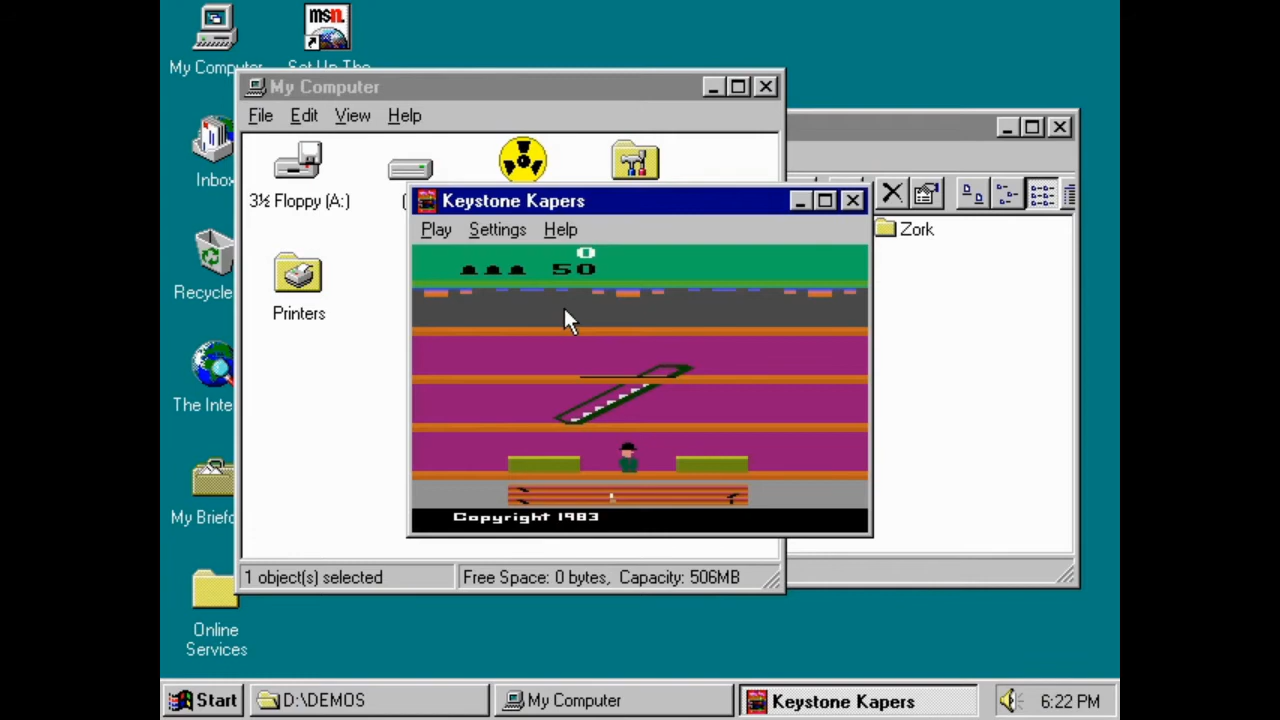 My Computer
msn.
Set Up The
My Computer
File Edit View Help
Inbox
3½ Floppy (A:)
Keystone Kapers
Play Settings Help
Zork
0
50
Recycle
Printers
The Inte
My Briefc
Copyright 1983
1 object(s) selected
Free Space: 0 bytes, Capacity: 506MB
Online
Services
Start
D:\DEMOS
My Computer
Keystone Kapers
6:22 PM